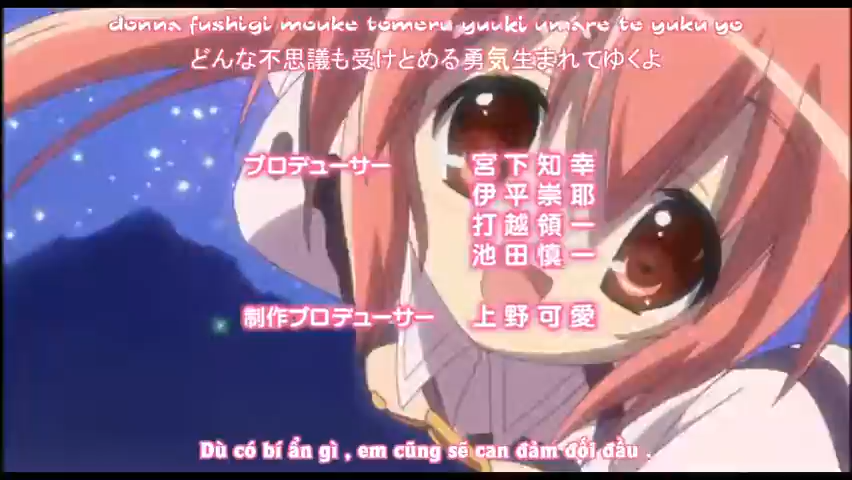 donna fushigi mouke tomeru yuuki umare te yuku yo
どんな不思議も受けとめる勇気生まれてゆくよ
プロデューサー 宮下知幸
伊平崇耶
打越領一
池田慎一
制作プロデューサー 上野可愛
Dù có bí ẩn gì , em cũng sẽ can đảm đối đầu .